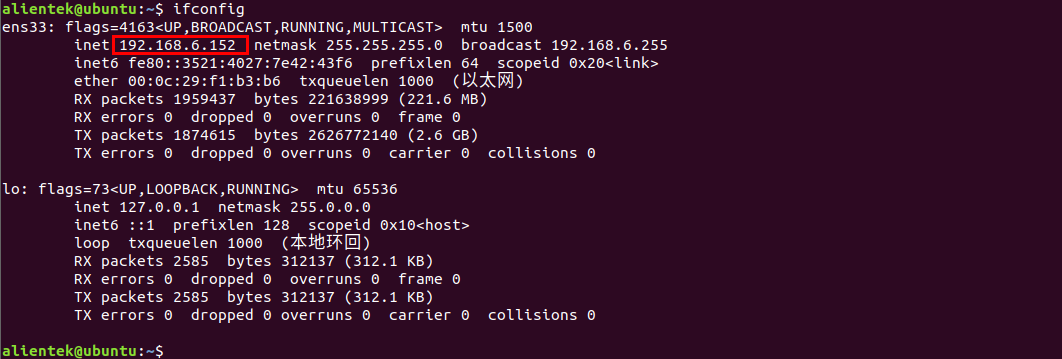 alientek@ubuntu:~$ ifconfig
ens33: flags=4163<UP,BROADCAST,RUNNING,MULTICAST>  mtu 1500
        inet 192.168.6.152  netmask 255.255.255.0  broadcast 192.168.6.255
        inet6 fe80::3521:4027:7e42:43f6  prefixlen 64  scopeid 0x20<link>
        ether 00:0c:29:f1:b3:b6  txqueuelen 1000  (以太网)
        RX packets 1959437  bytes 221638999 (221.6 MB)
        RX errors 0  dropped 0  overruns 0  frame 0
        TX packets 1874615  bytes 2626772140 (2.6 GB)
        TX errors 0  dropped 0 overruns 0  carrier 0  collisions 0

lo: flags=73<UP,LOOPBACK,RUNNING>  mtu 65536
        inet 127.0.0.1  netmask 255.0.0.0
        inet6 ::1  prefixlen 128  scopeid 0x10<host>
        loop  txqueuelen 1000  (本地环回)
        RX packets 2585  bytes 312137 (312.1 KB)
        RX errors 0  dropped 0  overruns 0  frame 0
        TX packets 2585  bytes 312137 (312.1 KB)
        TX errors 0  dropped 0 overruns 0  carrier 0  collisions 0

alientek@ubuntu:~$